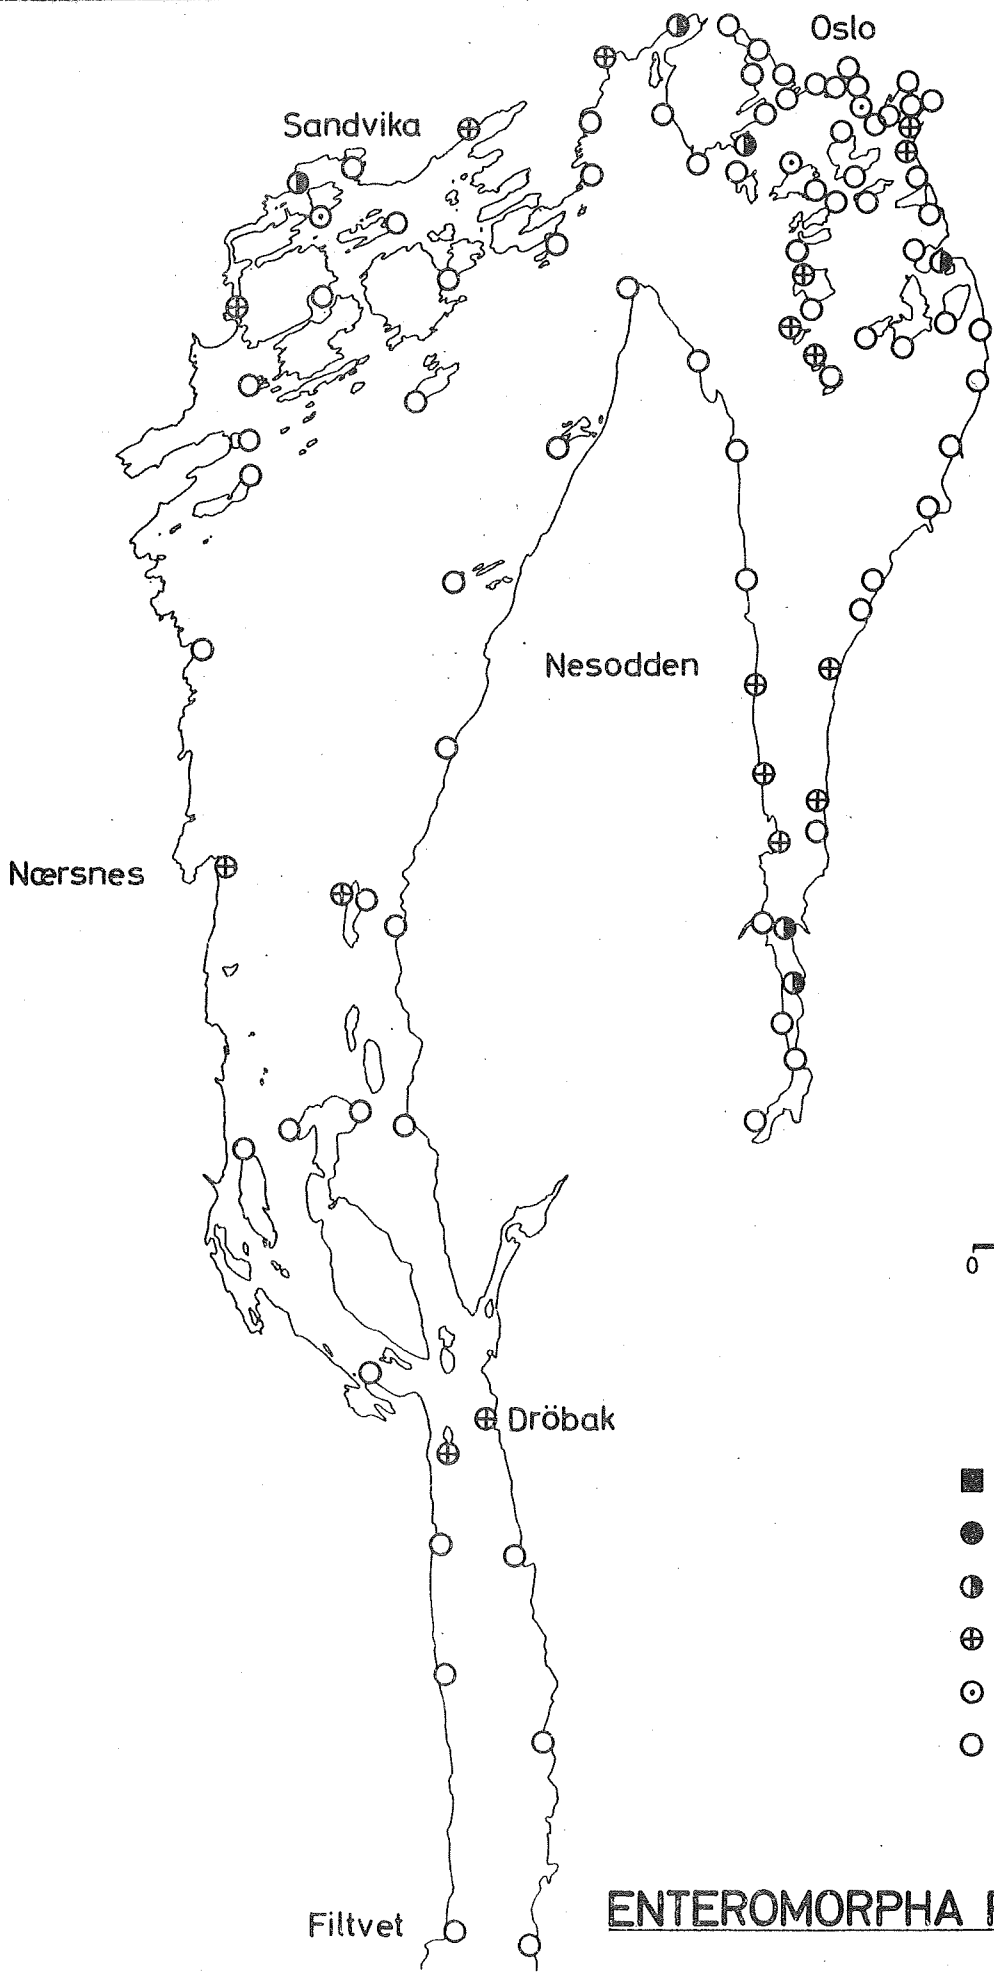 Oslo
Sandvika
Nesodden
Nærsnes
0
Dröbak
Filtvet
ENTEROMORPHA